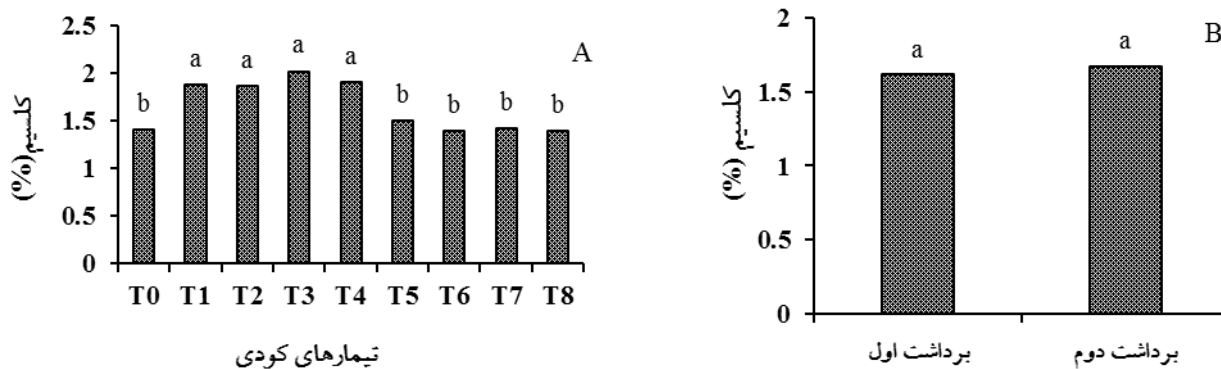 A
کلسیم(%)
2.5
2
1.5
1
0.5
0
b a a a a b b b b
T0 T1 T2 T3 T4 T5 T6 T7 T8
تیمارهای کودی
B
کلسیم (%)
2
1.5
1
0.5
0
a a
برداشت اول برداشت دوم